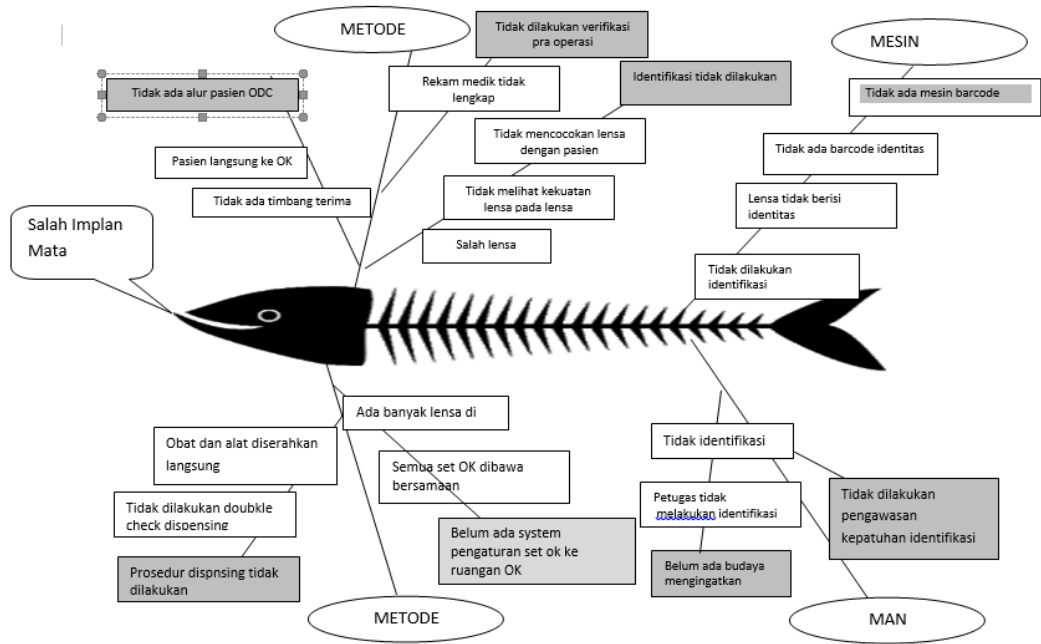 METODE
Tidak dilakukan verifikasi
pra operasi
MESIN
Rekam medik tidak
lengkap
Identifikasi tidak dilakukan
Tidak ada alur pasien ODC
Tidak ada mesin barcode
Tidak mencocokan lensa
dengan pasien
Pasien langsung ke OK
Tidak ada barcode identitas
Tidak ada timbang terima
Tidak melihat kekuatan
lensa pada lensa
Lensa tidak berisi
identitas
Salah Implan
Mata
Salah lensa
Tidak dilakukan
identifikasi
Ada banyak lensa di
Obat dan alat diserahkan
langsung
Tidak identifikasi
Semua set OK dibawa
bersamaan
Tidak dilakukan doubkle
check dispensing
Petugas tidak
melakukan identifikasi
Tidak dilakukan
pengawasan
kepatuhan identifikasi
Belum ada system
pengaturan set ok ke
ruangan OK
Prosedur dispnsing tidak
dilakukan
Belum ada budaya
mengingatkan
METODE
MAN